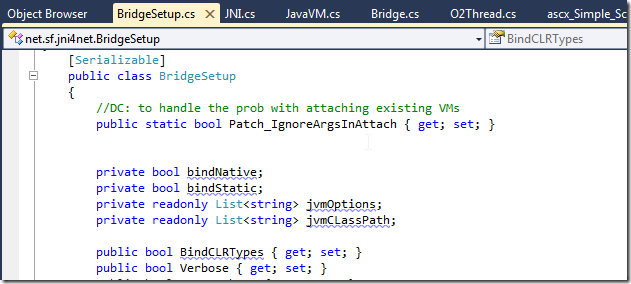 Object Browser BridgeSetup.cs JNI.cs JavaVM.cs Bridge.cs O2Thread.cs ascx_Simple_Sc
net.sf.jni4net.BridgeSetup BindCLRTypes
[Serializable]
public class BridgeSetup
{
//DC: to handle the prob with attaching existing VMs
public static bool Patch_IgnoreArgsInAttach { get; set; }
private bool bindNative;
private bool bindStatic;
private readonly List<string> jvmOptions;
private readonly List<string> jvmCLassPath;
public bool BindCLRTypes { get; set; }
public bool Verbose { get; set; }